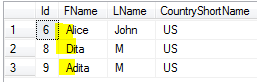 Id FName LName CountryShortName
1 6 Alice John US
2 8 Dita M US
3 9 Adita M US